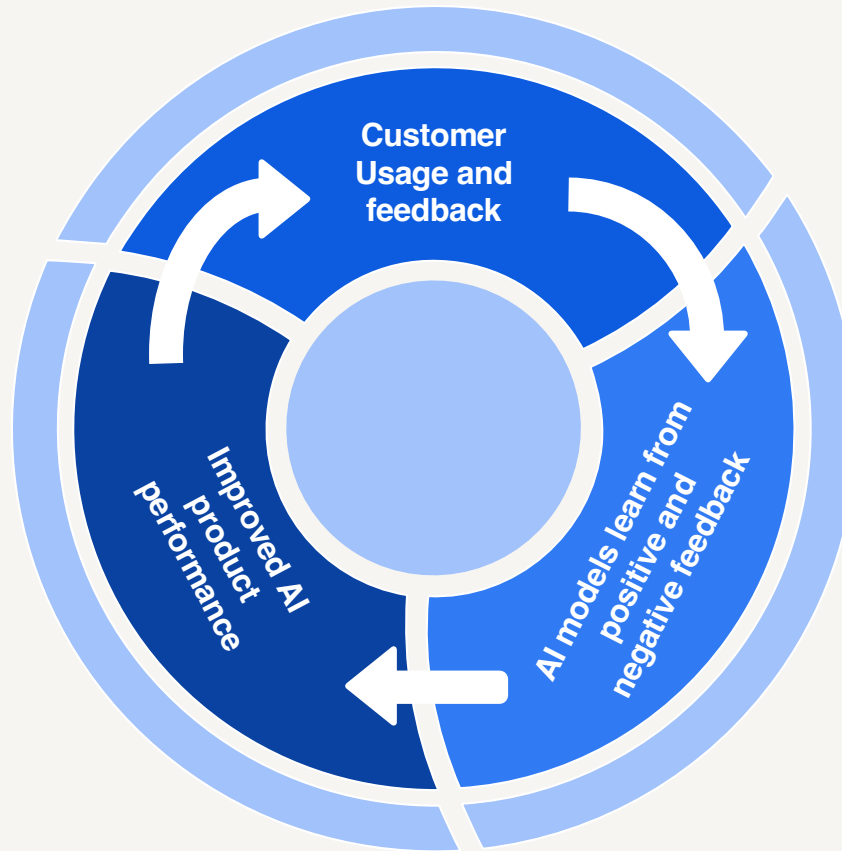 Customer
Usage and
feedback
AI models learn from
positive and
negative feedback
Improved AI
product
performance